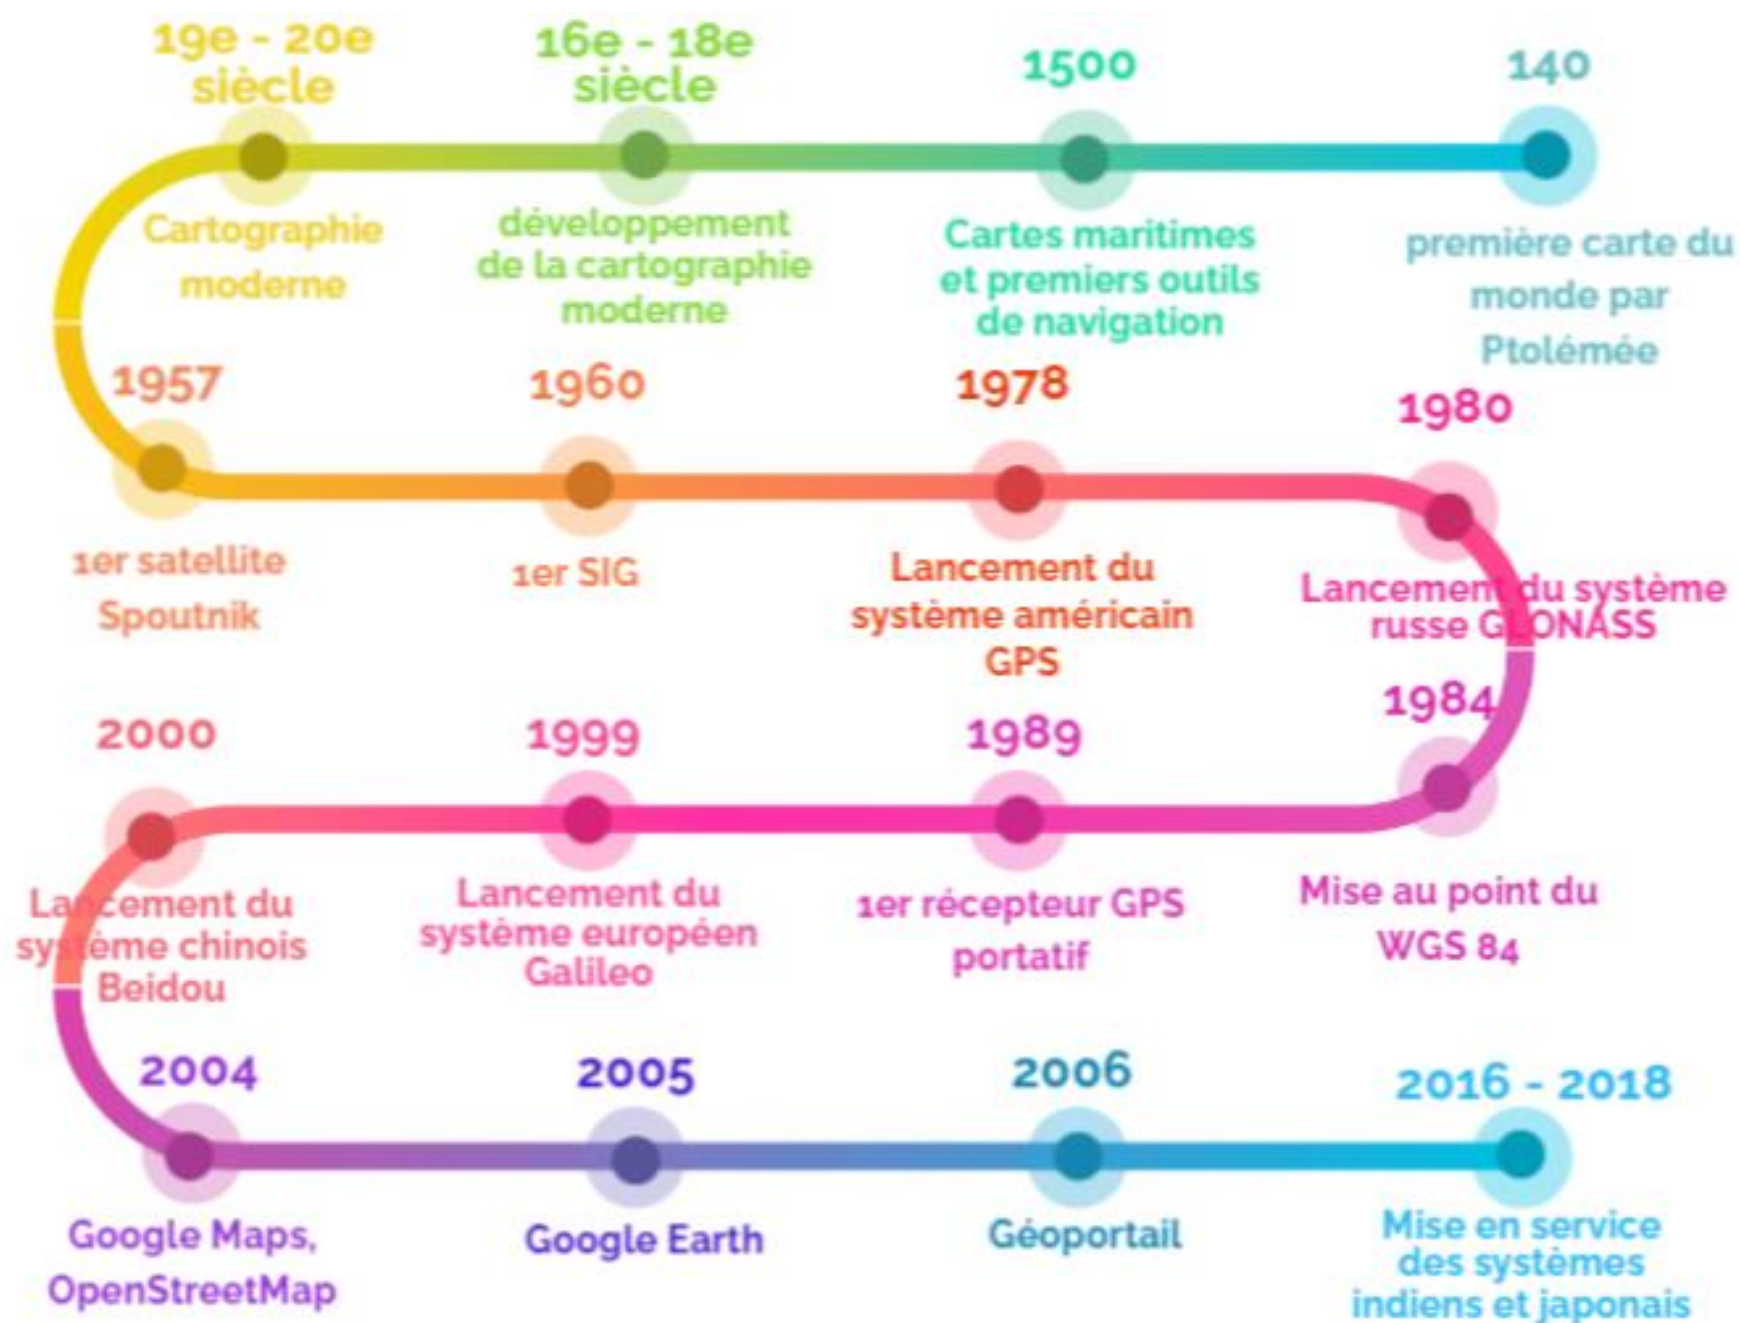 19e - 20e
siècle
Cartographie
moderne
16e - 18e
siècle
développement
de la cartographie
moderne
1500
Cartes maritimes
et premiers outils
de navigation
140
première carte du
monde par
Ptolémée
1957
1er satellite
Spoutnik
1960
1er SIG
1978
Lancement du
système américain
GPS
1980
Lancement du système
russe GLONASS
2000
Lancement du
système chinois
Beidou
1999
Lancement du
système européen
Galileo
1989
1er récepteur GPS
portatif
1984
Mise au point du
WGS 84
2004
Google Maps,
OpenStreetMap
2005
Google Earth
2006
Géoportail
2016 - 2018
Mise en service
des systèmes
indiens et japonais